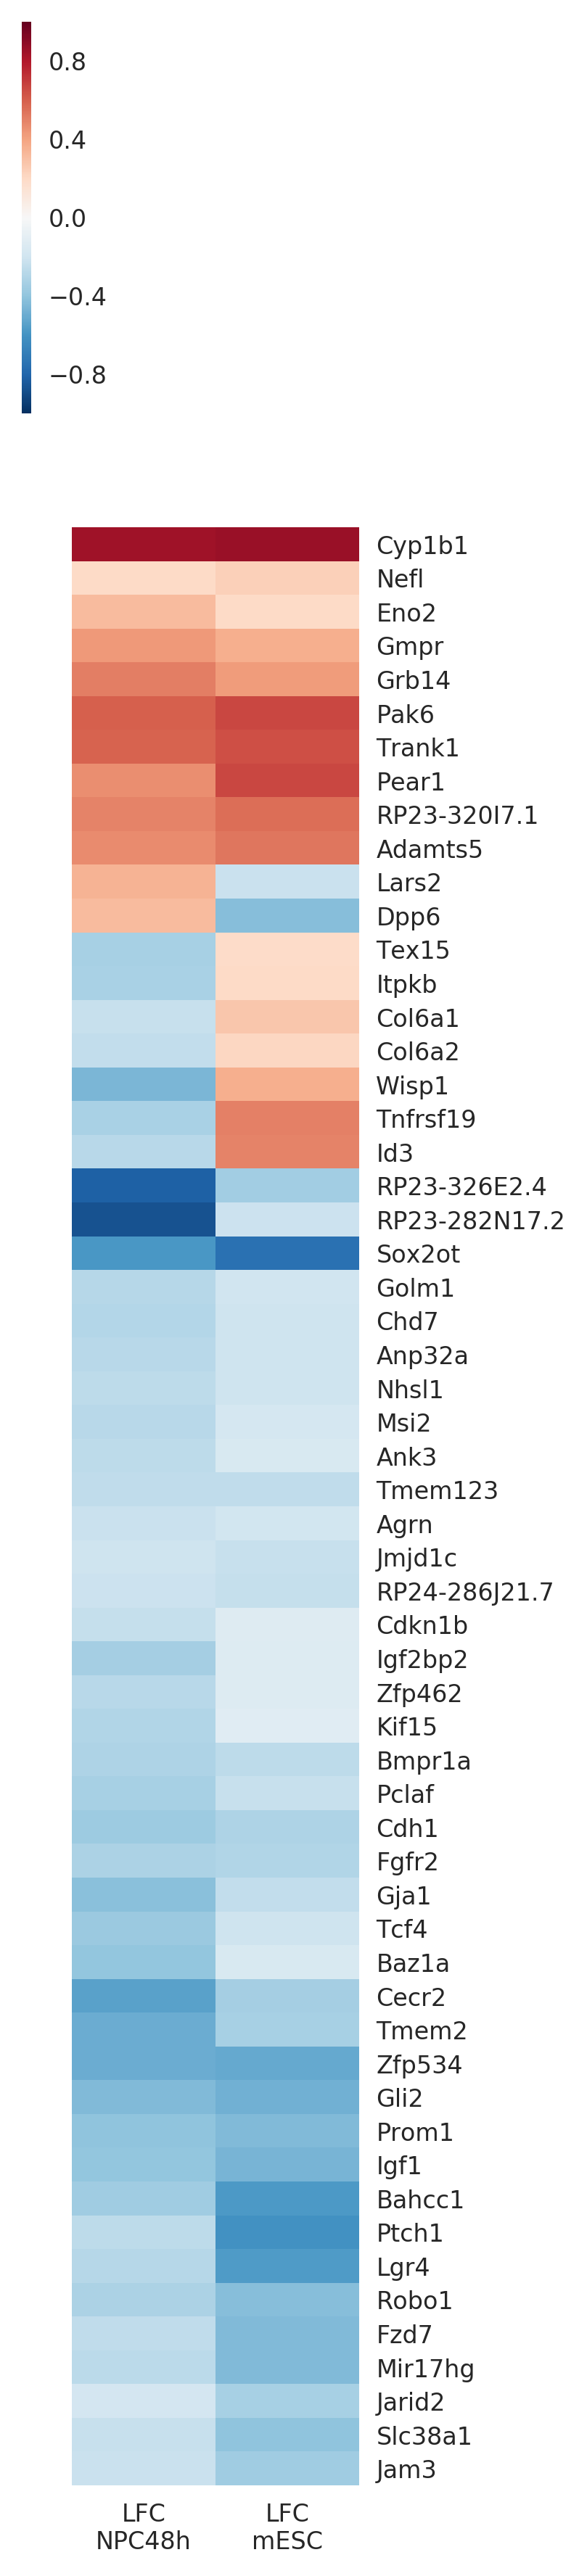 0.8
0.4
0.0
−0.4
−0.8
Cyp1b1
Nefl
Eno2
Gmpr
Grb14
Pak6
Trank1
Pear1
RP23-320I7.1
Adamts5
Lars2
Dpp6
Tex15
Itpkb
Col6a1
Col6a2
Wisp1
Tnfrsf19
Id3
RP23-326E2.4
RP23-282N17.2
Sox2ot
Golm1
Chd7
Anp32a
Nhsl1
Msi2
Ank3
Tmem123
Agrn
Jmjd1c
RP24-286J21.7
Cdkn1b
Igf2bp2
Zfp462
Kif15
Bmpr1a
Pclaf
Cdh1
Fgfr2
Gja1
Tcf4
Baz1a
Cecr2
Tmem2
Zfp534
Gli2
Prom1
Igf1
Bahcc1
Ptch1
Lgr4
Robo1
Fzd7
Mir17hg
Jarid2
Slc38a1
Jam3
LFC LFC
NPC48h mESC